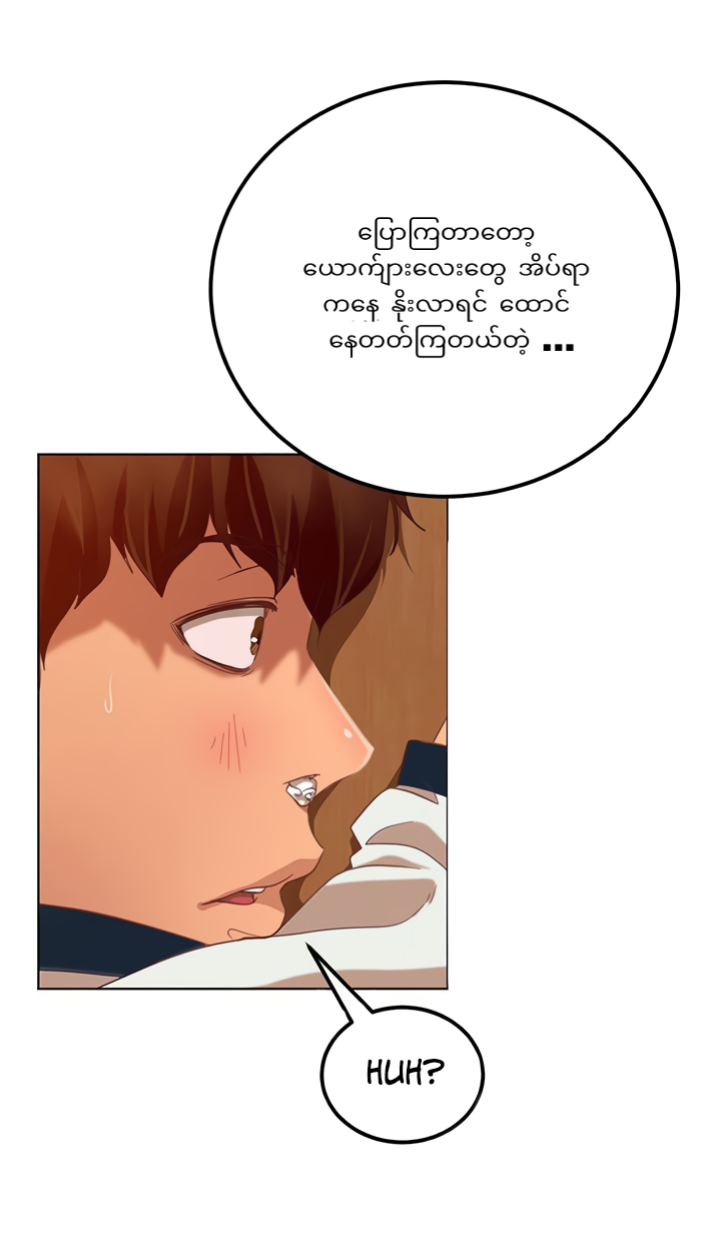 ပြောကြတာတော့
ယောက်ျားလေးတွေ အိပ်ရာ
ကနေ နိုးလာရင် ထောင်
နေတတ်ကြတယ်တဲ့ ...
HUH?